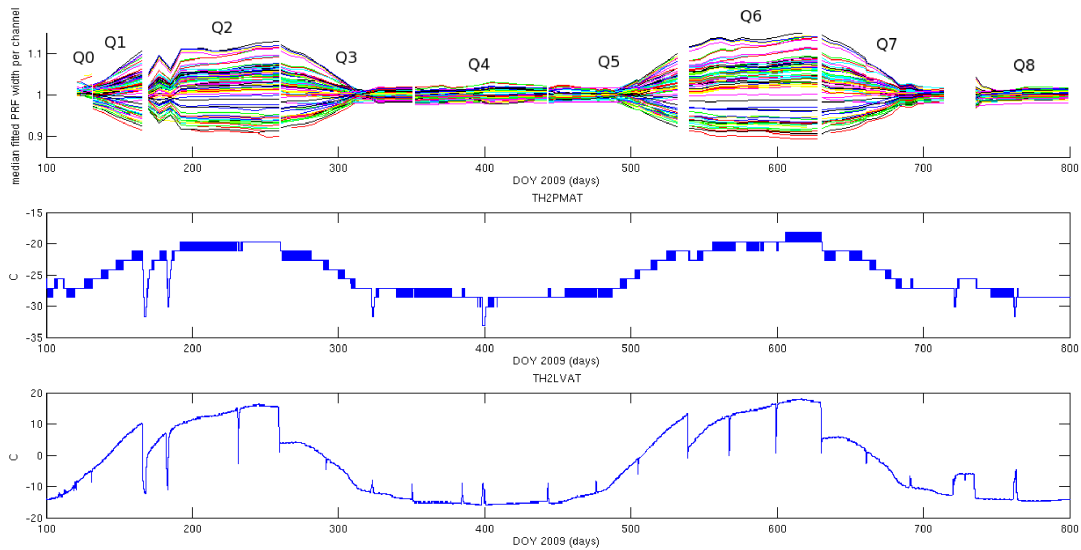 Q0 Q1 Q2 Q3 Q4 Q5 Q6 Q7 Q8
median fitted PRF width per channel
1.1
1
0.9
100 200 300 400 500 600 700 800
DOY 2009 (days)
TH2PMAT
C
-15
-20
-25
-30
-35
100 200 300 400 500 600 700 800
DOY 2009 (days)
TH2LVAT
C
20
10
0
-10
-20
100 200 300 400 500 600 700 800
DOY 2009 (days)